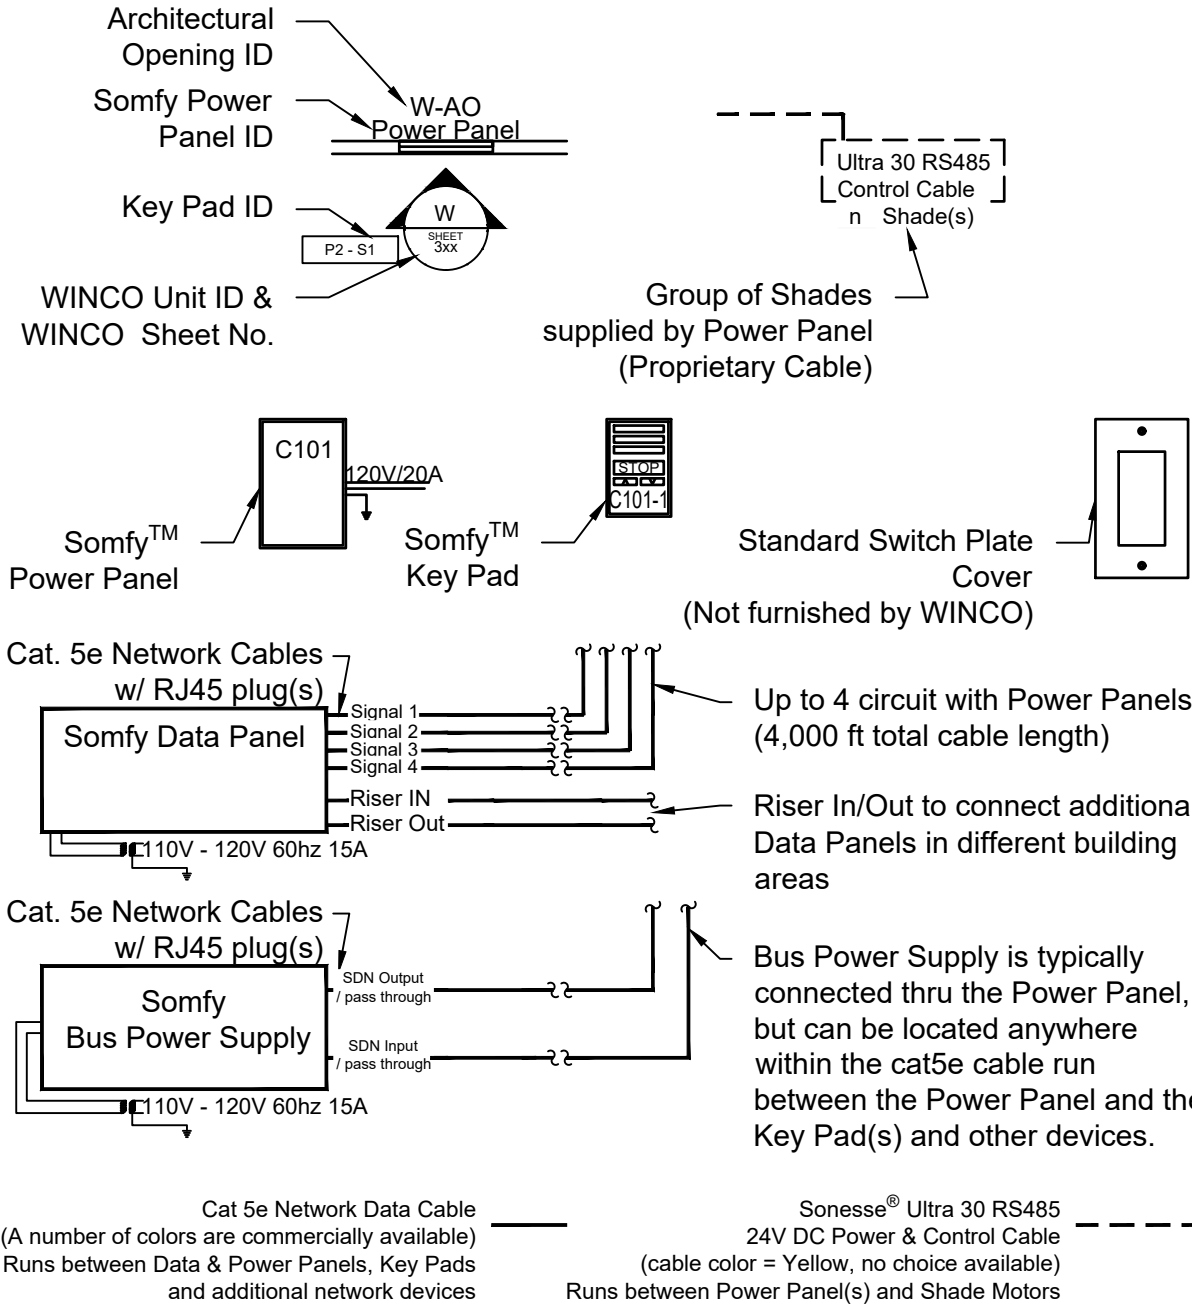 Architectural
Opening ID
Somfy Power
Panel ID
W-AO
Power Panel
Key Pad ID
W
SHEET
3xx
P2 - S1
WINCO Unit ID &
WINCO Sheet No.
Ultra 30 RS485
Control Cable
n Shade(s)
Group of Shades
supplied by Power Panel
(Proprietary Cable)
C101
120V/20A
Somfy™
Power Panel
STOP
C101-1
Somfy™
Key Pad
Standard Switch Plate
Cover
(Not furnished by WINCO)
Cat. 5e Network Cables
w/ RJ45 plug(s)
Somfy Data Panel
Signal 1
Signal 2
Signal 3
Signal 4
Riser IN
Riser Out
110V - 120V 60hz 15A
Up to 4 circuit with Power Panels
(4,000 ft total cable length)
Riser In/Out to connect additiona
Data Panels in different building
areas
Cat. 5e Network Cables
w/ RJ45 plug(s)
Somfy
Bus Power Supply
SDN Output
/ pass through
SDN Input
/ pass through
110V - 120V 60hz 15A
Bus Power Supply is typically
connected thru the Power Panel,
but can be located anywhere
within the cat5e cable run
between the Power Panel and the
Key Pad(s) and other devices.
Cat 5e Network Data Cable
(A number of colors are commercially available)
Runs between Data & Power Panels, Key Pads
and additional network devices
Sonesse® Ultra 30 RS485
24V DC Power & Control Cable
(cable color = Yellow, no choice available)
Runs between Power Panel(s) and Shade Motors